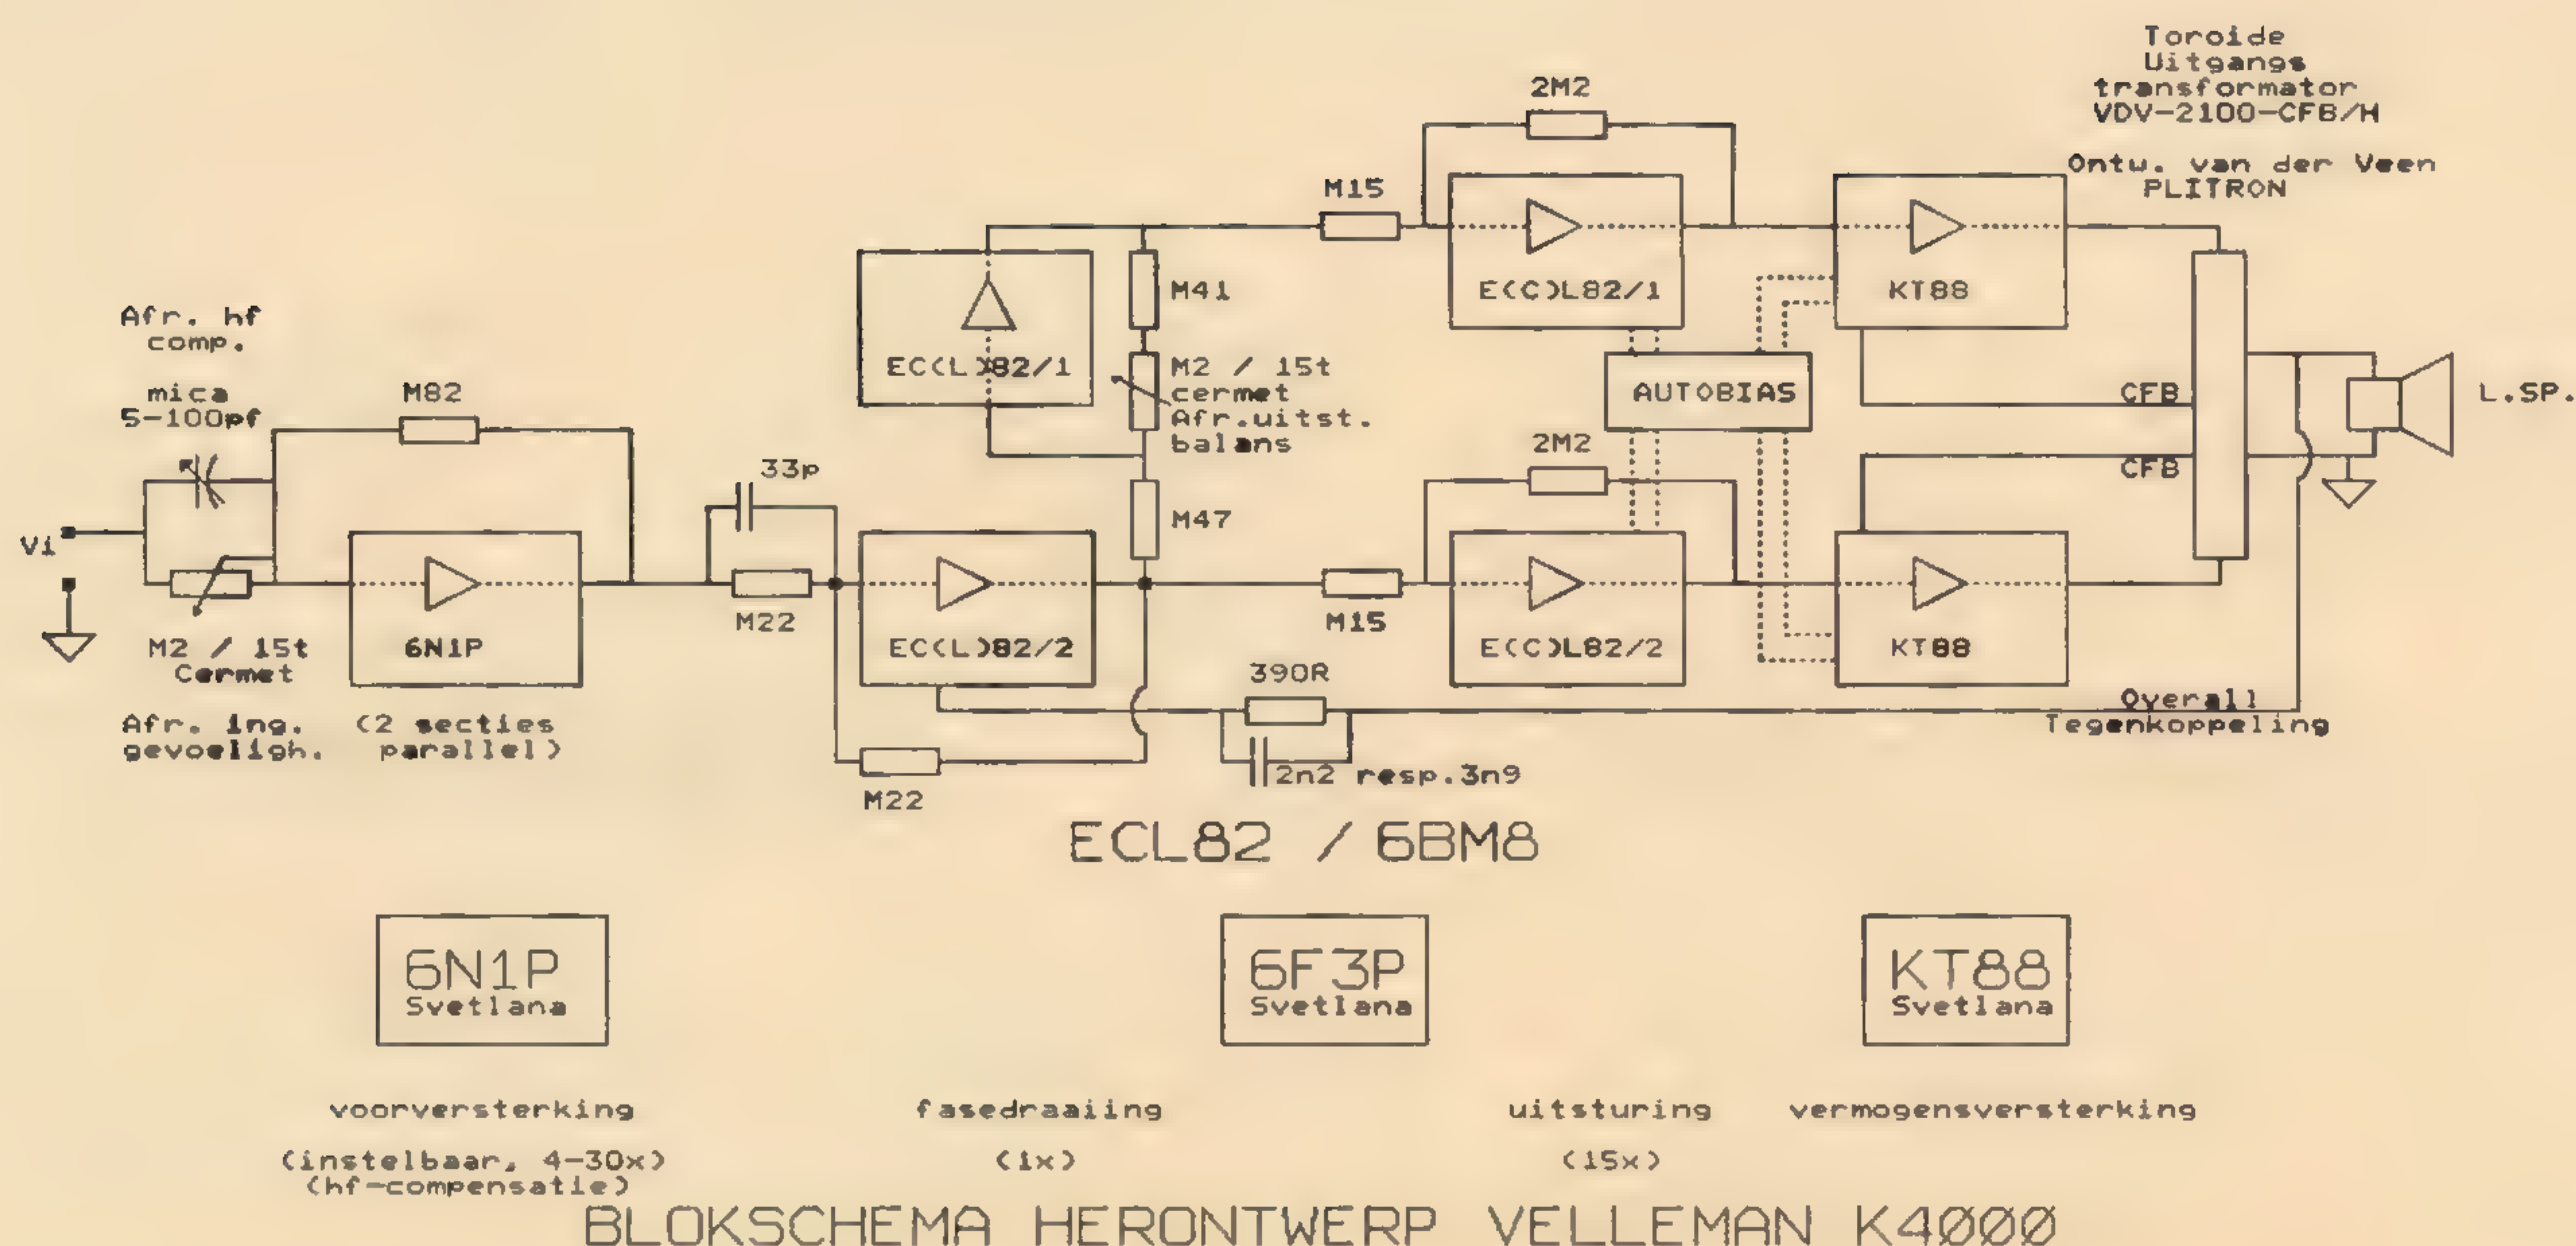 Toroide
Uitgangs
transformator
VDV-2100-CFB/H
Ontw. van der Veen
PLITRON
2M2
M15
E(C)L82/1
KT88
M41
EC(L)82/1
M2 / 15t
cermet
Afr.uitst.
balans
AUTOBIAS
CFB
CFB
L.SP.
Afr. hf
comp.
mica
5-100pf
M82
33p
2M2
M47
Vi
M22
M15
M2 / 15t
Cermet
6N1P
EC(L)82/2
E(C)L82/2
KT88
390R
Afr. ing.
gevoeligh.
(2 secties
parallel)
Overall
Tegenkoppeling
2n2 resp.3n9
M22
ECL82 / 6BM8
6N1P
Svetlana
6F3P
Svetlana
KT88
Svetlana
voorversterking
fasedraaiing
uitsturing
vermogensversterking
(instelbaar, 4-30x)
(1x)
(15x)
(hf-compensatie)
BLOKSCHEMA HERONTWERP VELLEMAN K4000